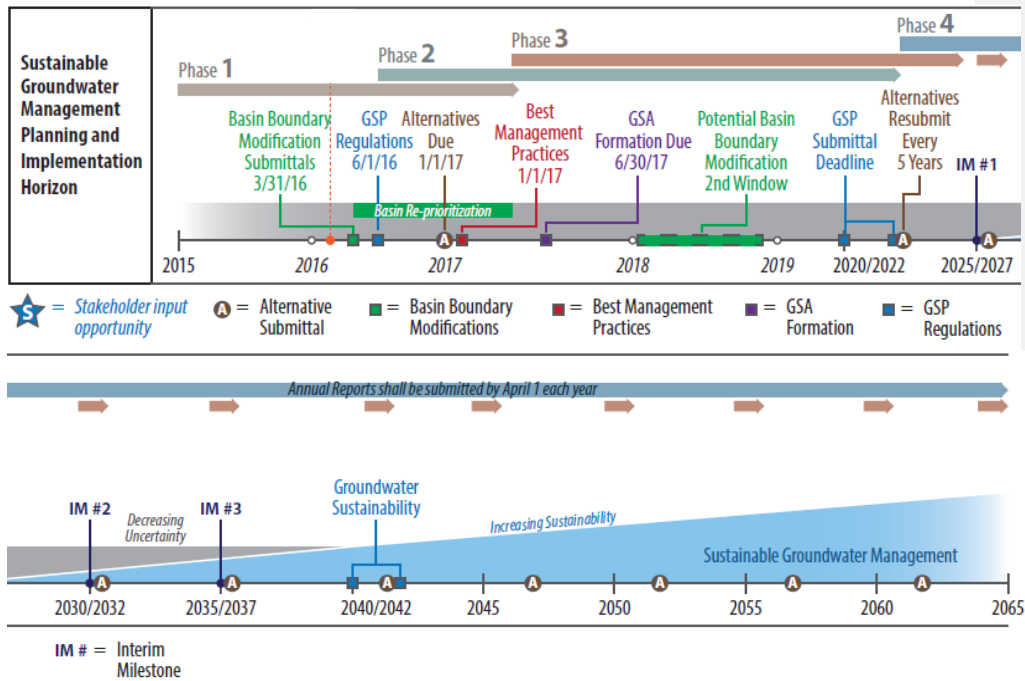 Sustainable
Groundwater
Management
Planning and
Implementation
Horizon
Phase 1
Phase 2
Phase 3
Phase 4
Basin Boundary
Modification
Submittals
3/31/16
GSP
Regulations
6/1/16
Alternatives
Due
1/1/17
Best
Management
Practices
1/1/17
GSA
Formation Due
6/30/17
Potential Basin
Boundary
Modification
2nd Window
GSP
Submittal
Deadline
Alternatives
Resubmit
Every
5 Years
IM #1
Basin Re-prioritization
A
A
A
2015
2016
2017
2018
2019
2020/2022
2025/2027
S = Stakeholder input
opportunity
A = Alternative
Submittal
= Basin Boundary
Modifications
= Best Management
Practices
= GSA
Formation
= GSP
Regulations
Annual Reports shall be submitted by April 1 each year
IM #2
Decreasing
Uncertainty
IM #3
Groundwater
Sustainability
Increasing Sustainability
Sustainable Groundwater Management
A
A
A
A
A
A
A
2030/2032
2035/2037
2040/2042
2045
2050
2055
2060
2065
IM # = Interim
Milestone